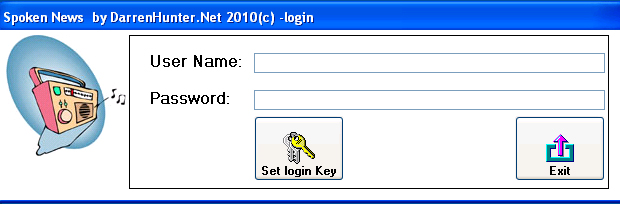 Spoken News by DarrenHunter.Net 2010(c) -login
User Name:
Password:
Set login Key
Exit